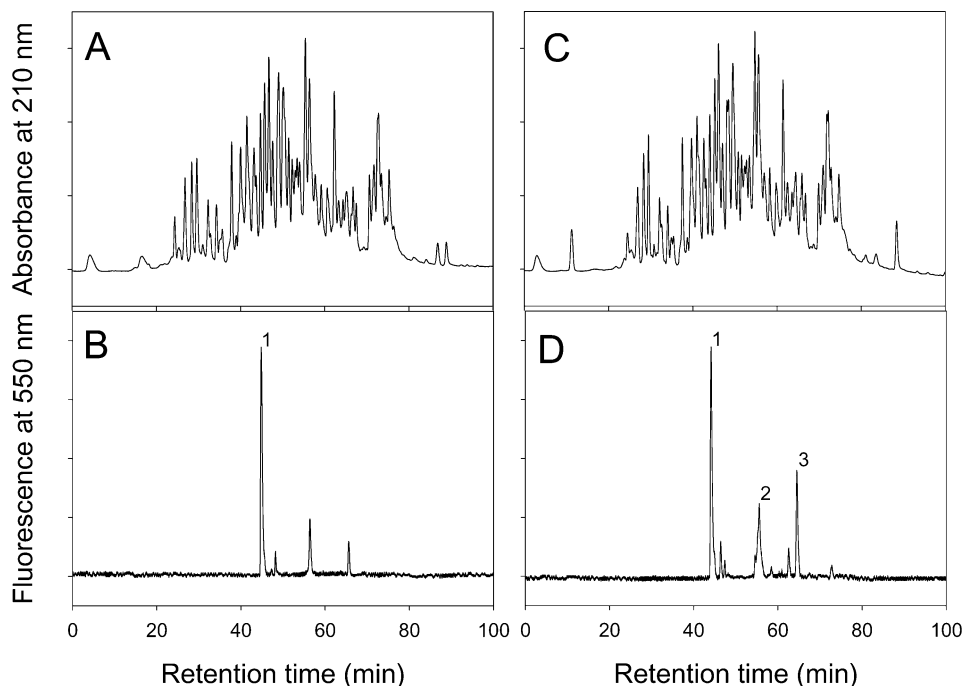 A
C
Absorbance at 210 nm
B
1
D
1
2
3
Fluorescence at 550 nm
0 20 40 60 80 100
0 20 40 60 80 100
Retention time (min)
Retention time (min)